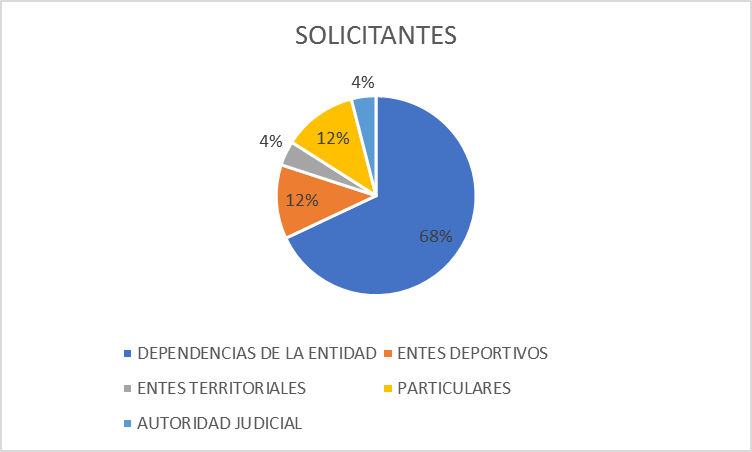 SOLICITANTES
4%
12%
4%
12%
68%
DEPENDENCIAS DE LA ENTIDAD ENTES DEPORTIVOS
ENTES TERRITORIALES PARTICULARES
AUTORIDAD JUDICIAL